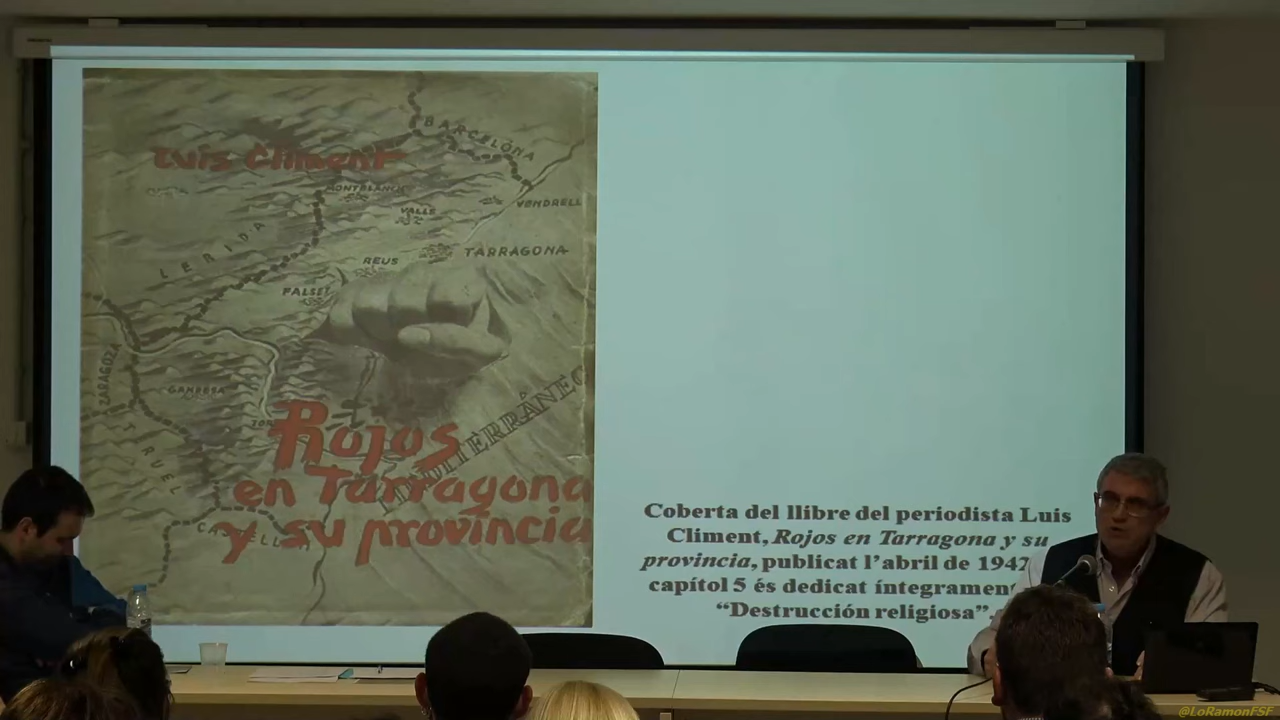 Luis Climent
BARCELONA
MONTBLANCH
VALLS
VENDRELL
LERIDA
REUS
TARRAGONA
FALSET
ZARAGOZA
GANDESA
MEDITERRÁNEO
TERUEL
Rojos
en Tarragona
y su provincia
Coberta del llibre del periodista Luis
Climent, Rojos en Tarragona y su
provincia, publicat l’abril de 1942
capítol 5 és dedicat íntegrament
“Destrucción religiosa”
@LoRamonFSF